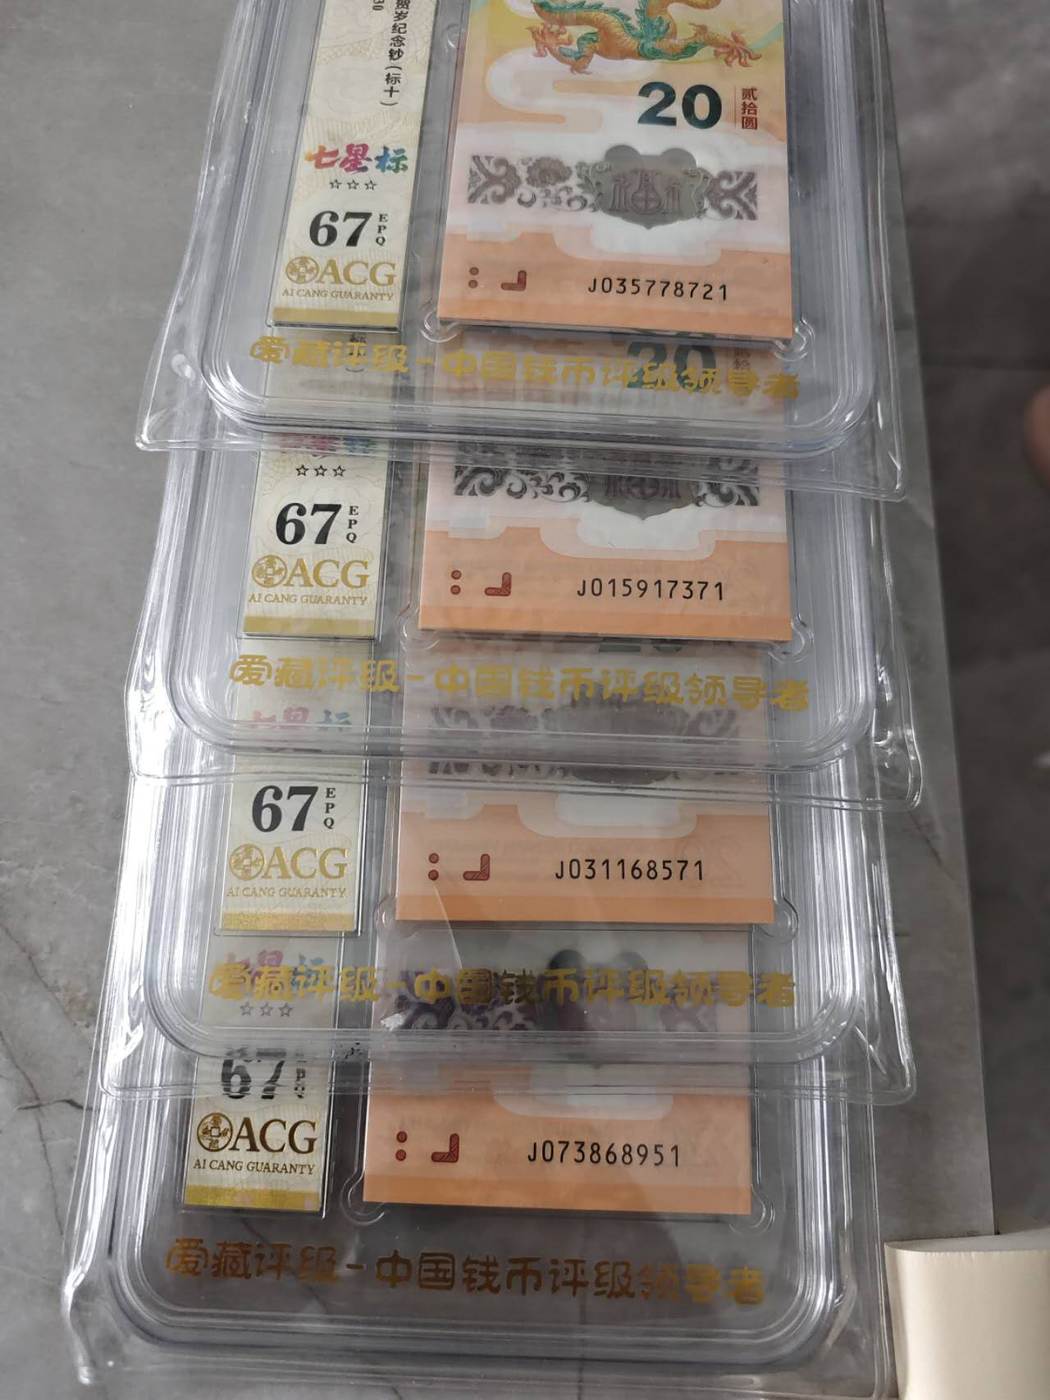 贺岁纪念钞(标十)
30
七星标
☆☆☆
67 EPQ
ACG
AI CANG GUARANTY
20 贰拾圆
J035778721
爱藏评级-中国钱币评级领导者
☆☆☆
67 EPQ
ACG
AI CANG GUARANTY
J015917371
爱藏评级-中国钱币评级领导者
七星标
67 EPQ
ACG
AI CANG GUARANTY
J031168571
爱藏评级-中国钱币评级领导者
☆☆☆
67 EPQ
ACG
AI CANG GUARANTY
J073868951
爱藏评级-中国钱币评级领导者